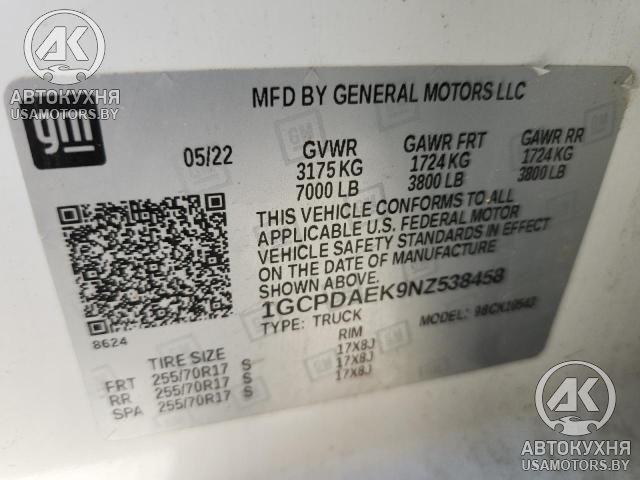 АК
АВТОКУХНЯ
USAMOTORS.BY
gm
MFD BY GENERAL MOTORS LLC
05/22
GVWR
3175 KG
7000 LB
GAWR FRT
1724 KG
3800 LB
GAWR RR
1724 KG
3800 LB
THIS VEHICLE CONFORMS TO ALL
APPLICABLE U.S. FEDERAL MOTOR
VEHICLE SAFETY STANDARDS IN EFFECT
ON THE DATE OF MANUFACTURE
SHOWN ABOVE.
1GCPDAEK9NZ538458
TYPE: TRUCK
MODEL: 98CK10543
8624
TIRE SIZE
RIM
FRT 255/70R17 S 17X8J
RR 255/70R17 S 17X8J
SPA 255/70R17 S 17X8J
АК
АВТОКУХНЯ
USAMOTORS.BY